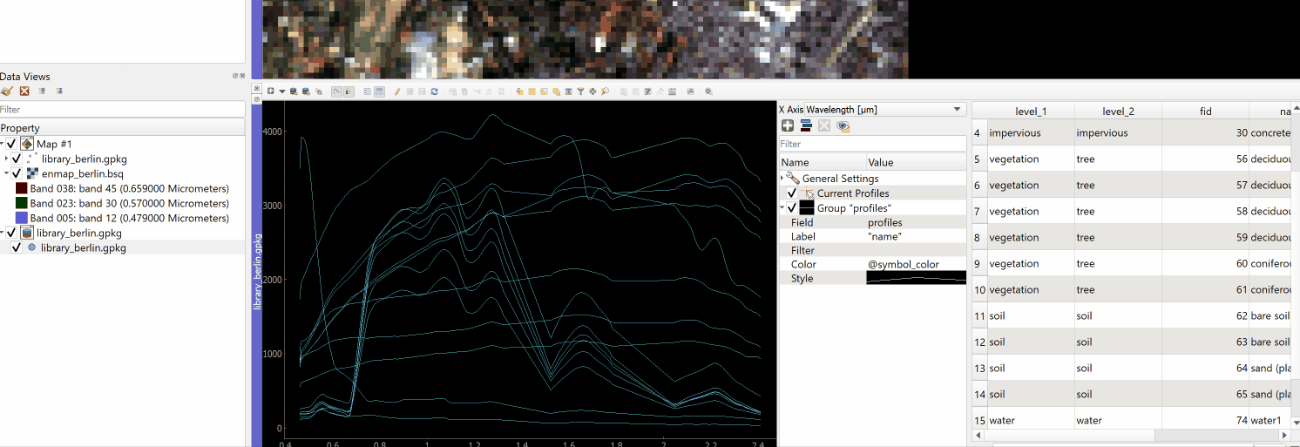 Data Views
Filter
Property
Map #1
library_berlin.gpkg
enmap_berlin.bsq
Band 038: band 45 (0.659000 Micrometers)
Band 023: band 30 (0.570000 Micrometers)
Band 005: band 12 (0.479000 Micrometers)
library_berlin.gpkg
library_berlin.gpkg
library_berlin.gpkg
4000
3000
2000
1000
0
0.4 0.6 0.8 1 1.2 1.4 1.6 1.8 2 2.2 2.4
X Axis Wavelength [µm]
Filter
Name Value
General Settings
Current Profiles
Group "profiles"
Field profiles
Label "name"
Filter
Color @symbol_color
Style
level_1 level_2 fid na
4 impervious impervious 30 concrete
5 vegetation tree 56 deciduou
6 vegetation tree 57 deciduou
7 vegetation tree 58 deciduou
8 vegetation tree 59 deciduou
9 vegetation tree 60 coniferou
10 vegetation tree 61 coniferou
11 soil soil 62 bare soil
12 soil soil 63 bare soil
13 soil soil 64 sand (pla
14 soil soil 65 sand (pla
15 water water 74 water1